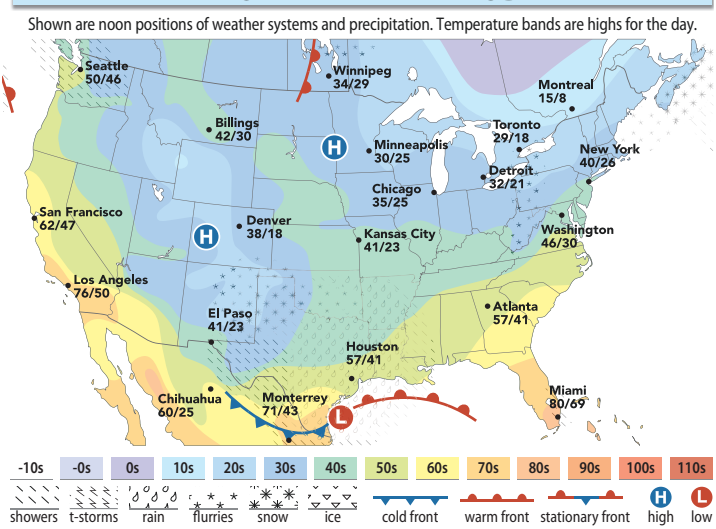 Shown are noon positions of weather systems and precipitation. Temperature bands are highs for the day.
Seattle
50/46
Winnipeg
34/29
Montreal
15/8
Billings
42/30
Toronto
29/18
H
Minneapolis
30/25
New York
40/26
Detroit
32/21
Chicago
35/25
San Francisco
62/47
Denver
38/18
H
Kansas City
41/23
Washington
46/30
Los Angeles
76/50
El Paso
41/23
Atlanta
57/41
Houston
57/41
Chihuahua
60/25
Monterrey
71/43
L
Miami
80/69
-10s -0s 0s 10s 20s 30s 40s 50s 60s 70s 80s 90s 100s 110s
H L
showers t-storms rain flurries snow ice cold front warm front stationary front high low